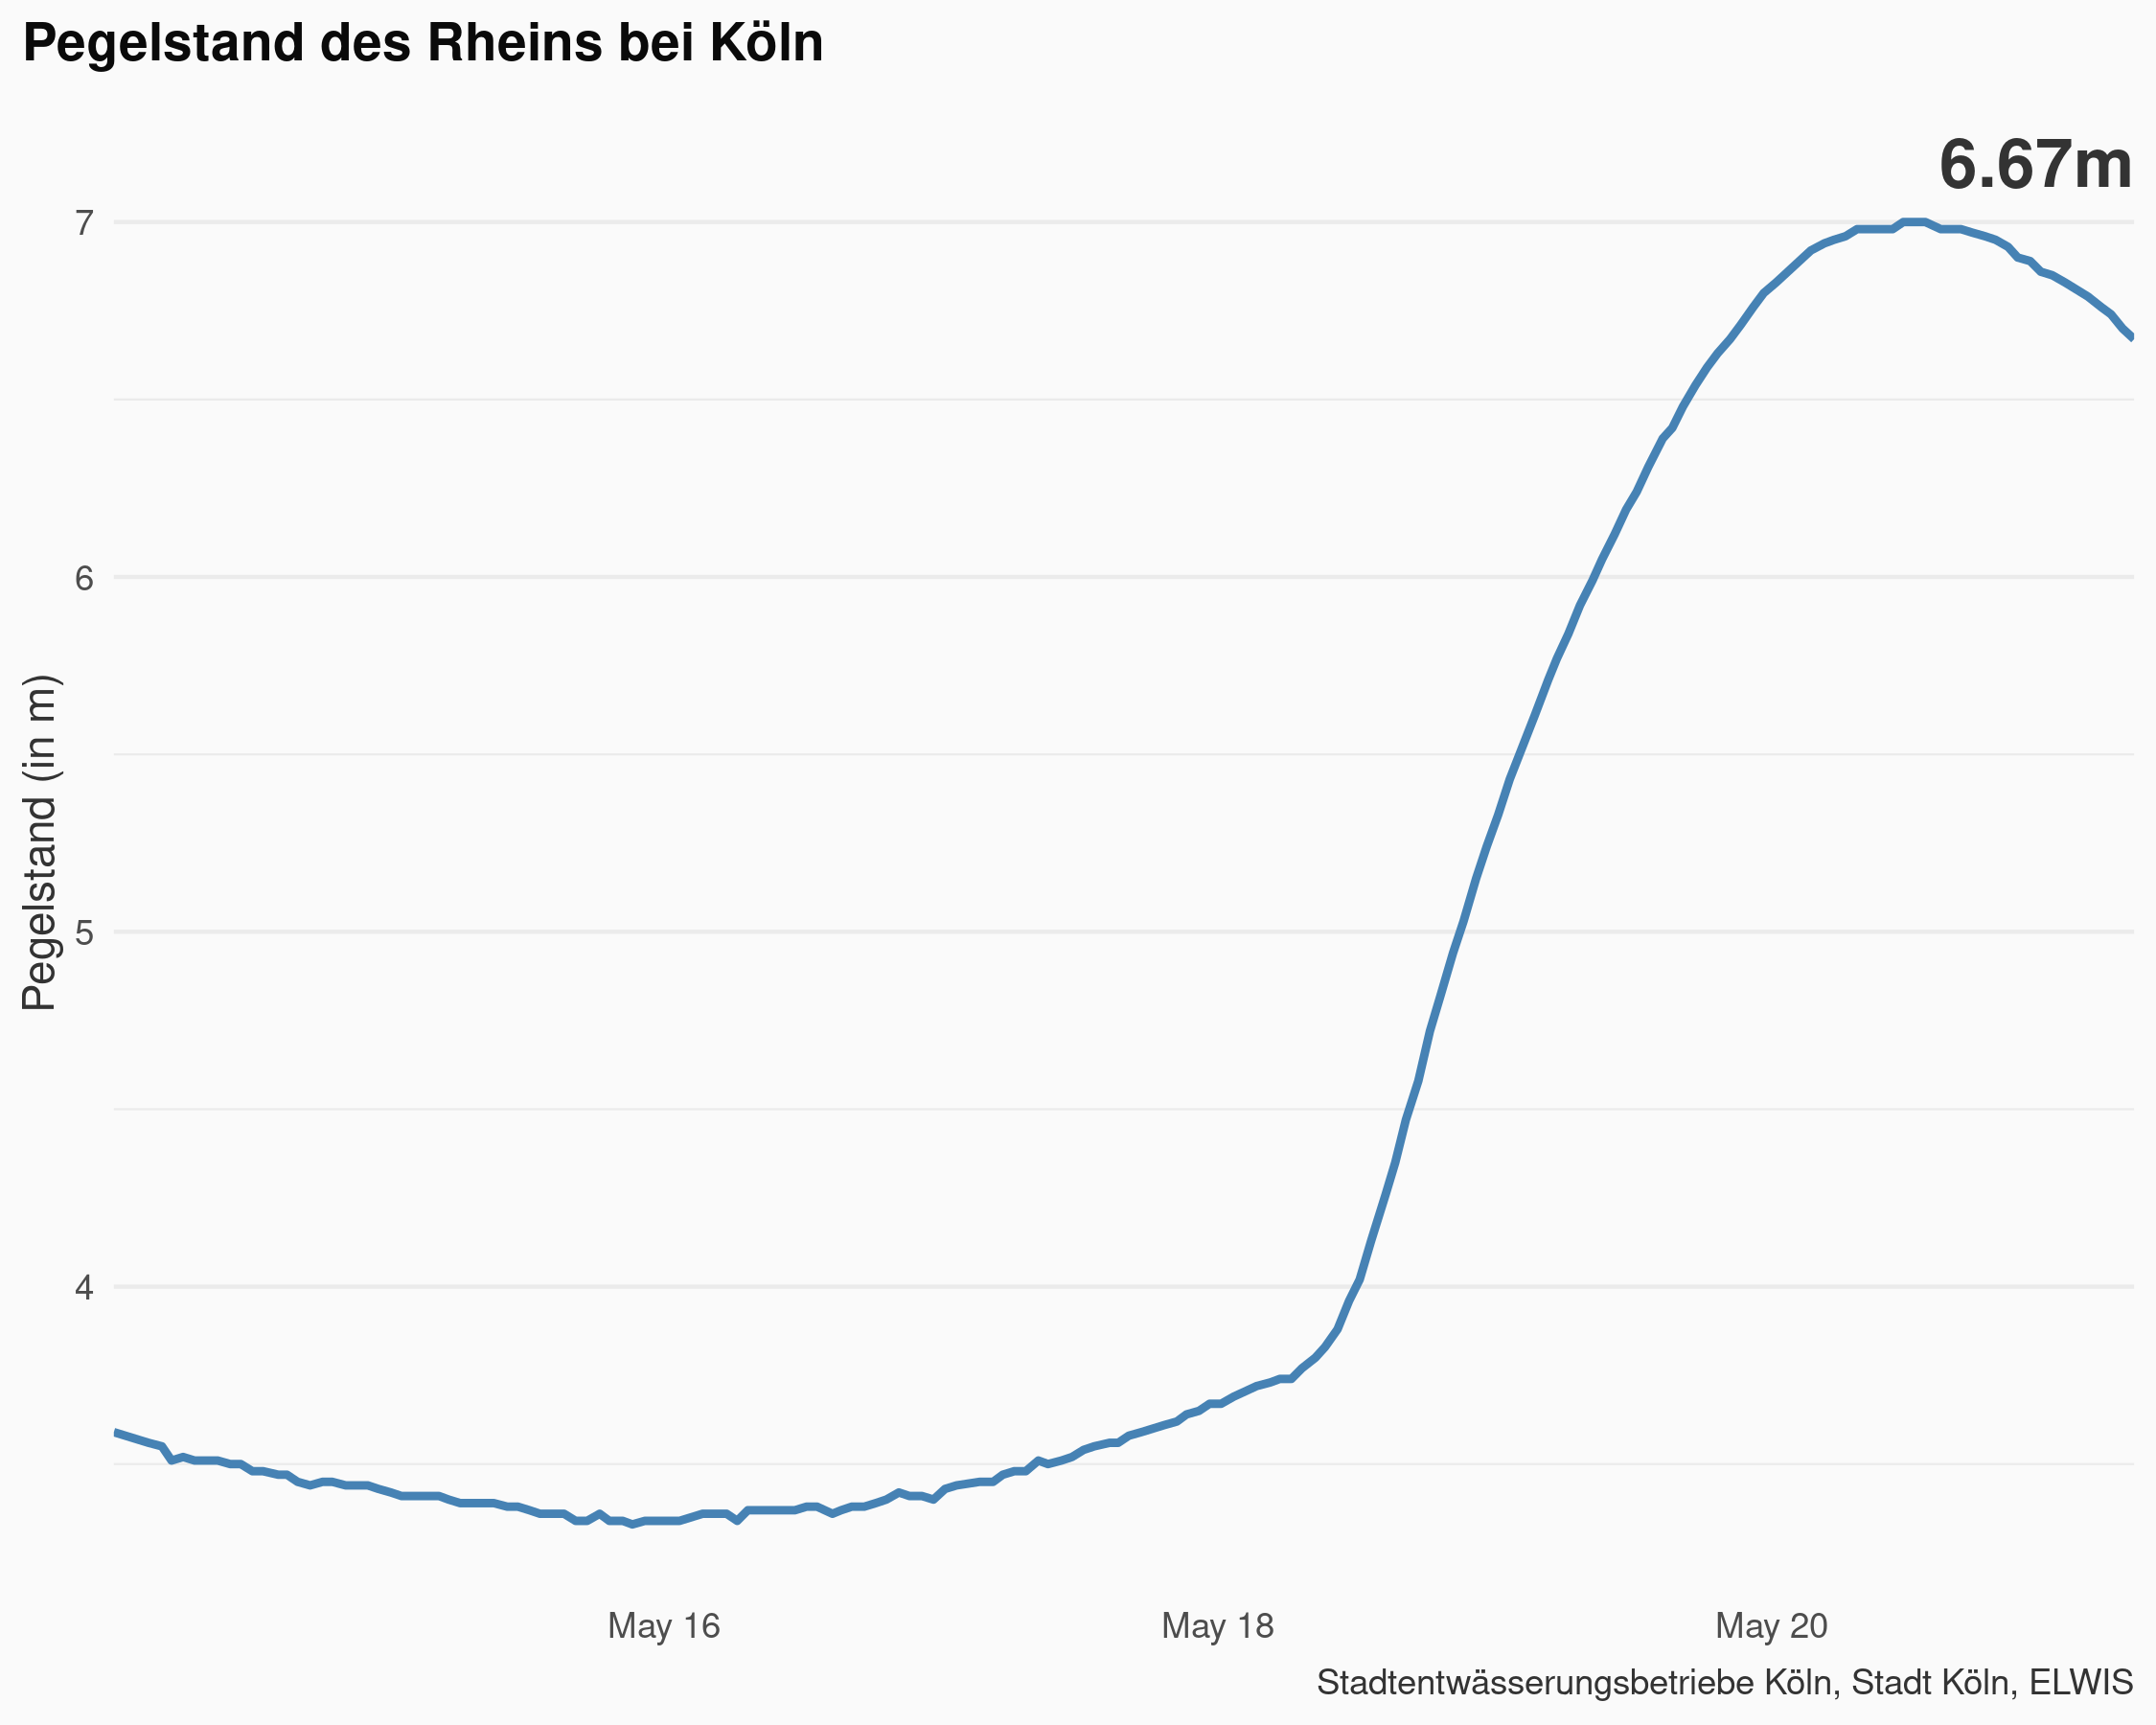 Pegelstand des Rheins bei Köln
6.67m
7
6
5
4
Pegelstand (in m)
May 16
May 18
May 20
Stadtentwässerungsbetriebe Köln, Stadt Köln, ELWIS